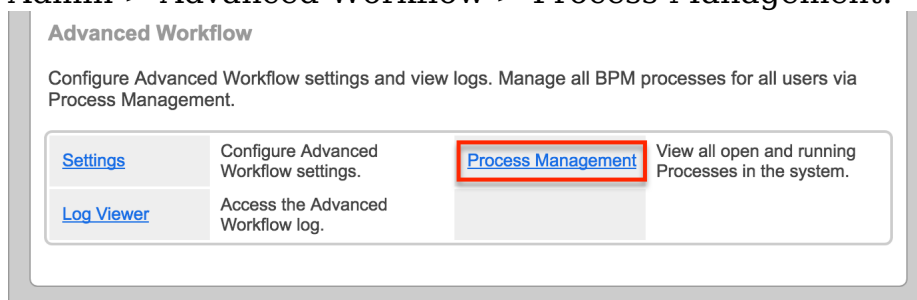 Admin > Advanced Workflow > Process Management.
Advanced Workflow
Configure Advanced Workflow settings and view logs. Manage all BPM processes for all users via
Process Management.
Settings
Configure Advanced
Workflow settings.
Process Management
View all open and running
Processes in the system.
Log Viewer
Access the Advanced
Workflow log.